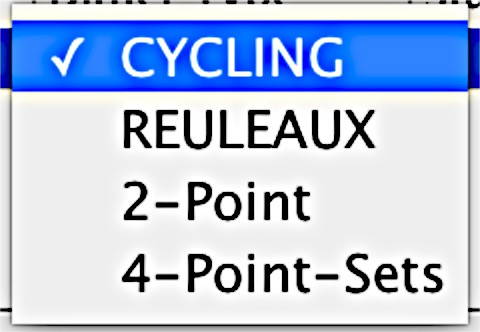 ✓ CYCLING
REULEAUX
2-Point
4-Point-Sets